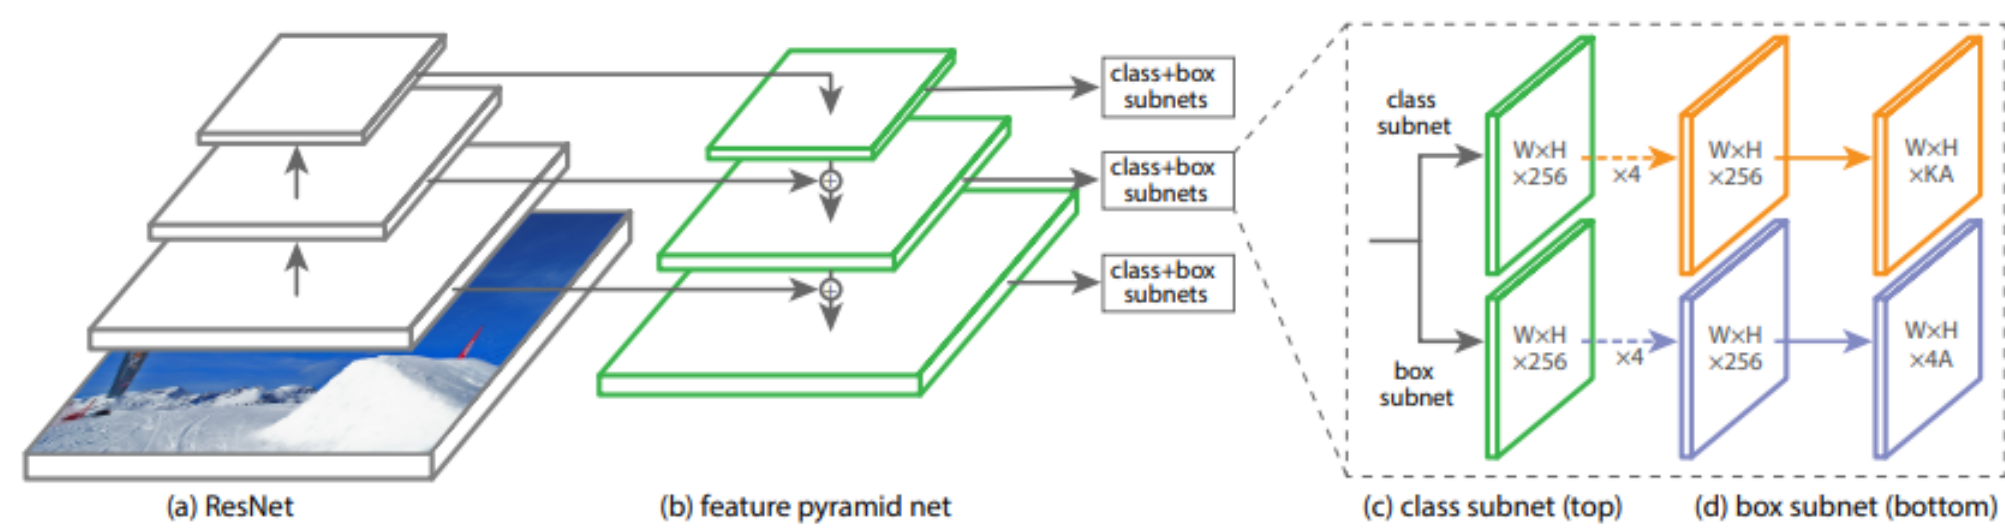 class+box
subnets
class+box
subnets
class+box
subnets
class
subnet
W×H
×256
×4
W×H
×256
W×H
×KA
box
subnet
W×H
×256
×4
W×H
×256
W×H
×4A
(a) ResNet
(b) feature pyramid net
(c) class subnet (top)
(d) box subnet (bottom)